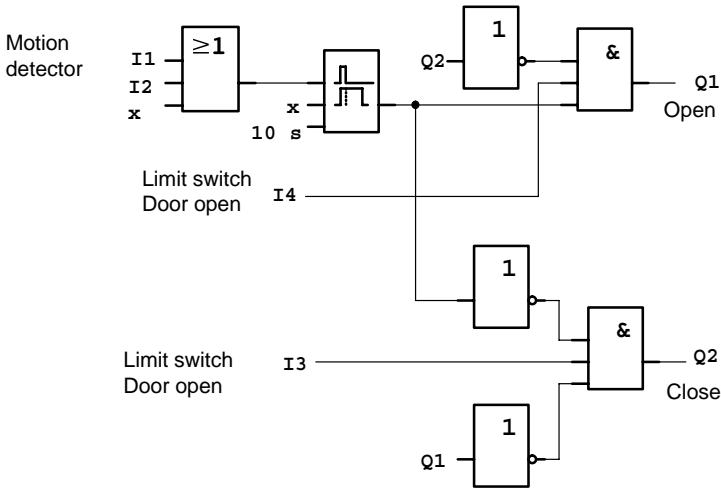 Motion
detector
I1
I2
x
≥1
x
10 s
Q2
1
&
Q1
Open
Limit switch
Door open
I4
1
Limit switch
Door open
I3
&
Q2
Close
1
Q1